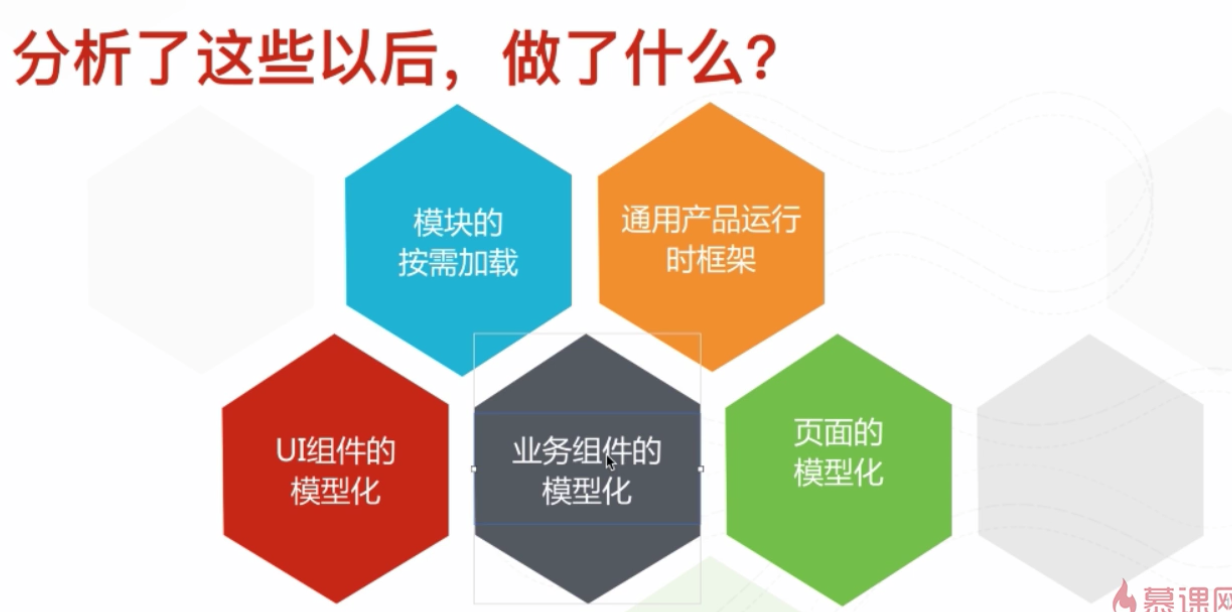 分析了这些以后，做了什么？
模块的
按需加载
通用产品运行
时框架
UI组件的
模型化
业务组件的
模型化
页面的
模型化
慕课网